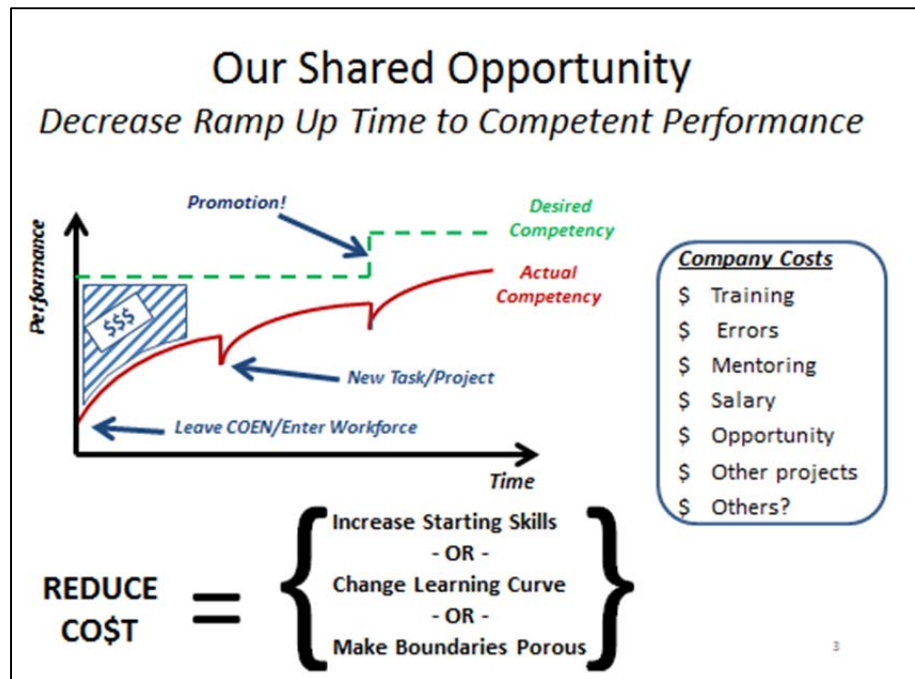 Our Shared Opportunity
Decrease Ramp Up Time to Competent Performance
Promotion!
Desired
Competency
Performance
$$$
Actual
Competency
New Task/Project
Leave COEN/Enter Workforce
Time
Company Costs
$ Training
$ Errors
$ Mentoring
$ Salary
$ Opportunity
$ Other projects
$ Others?
REDUCE
CO$T
=
{
Increase Starting Skills
- OR -
Change Learning Curve
- OR -
Make Boundaries Porous
}
3